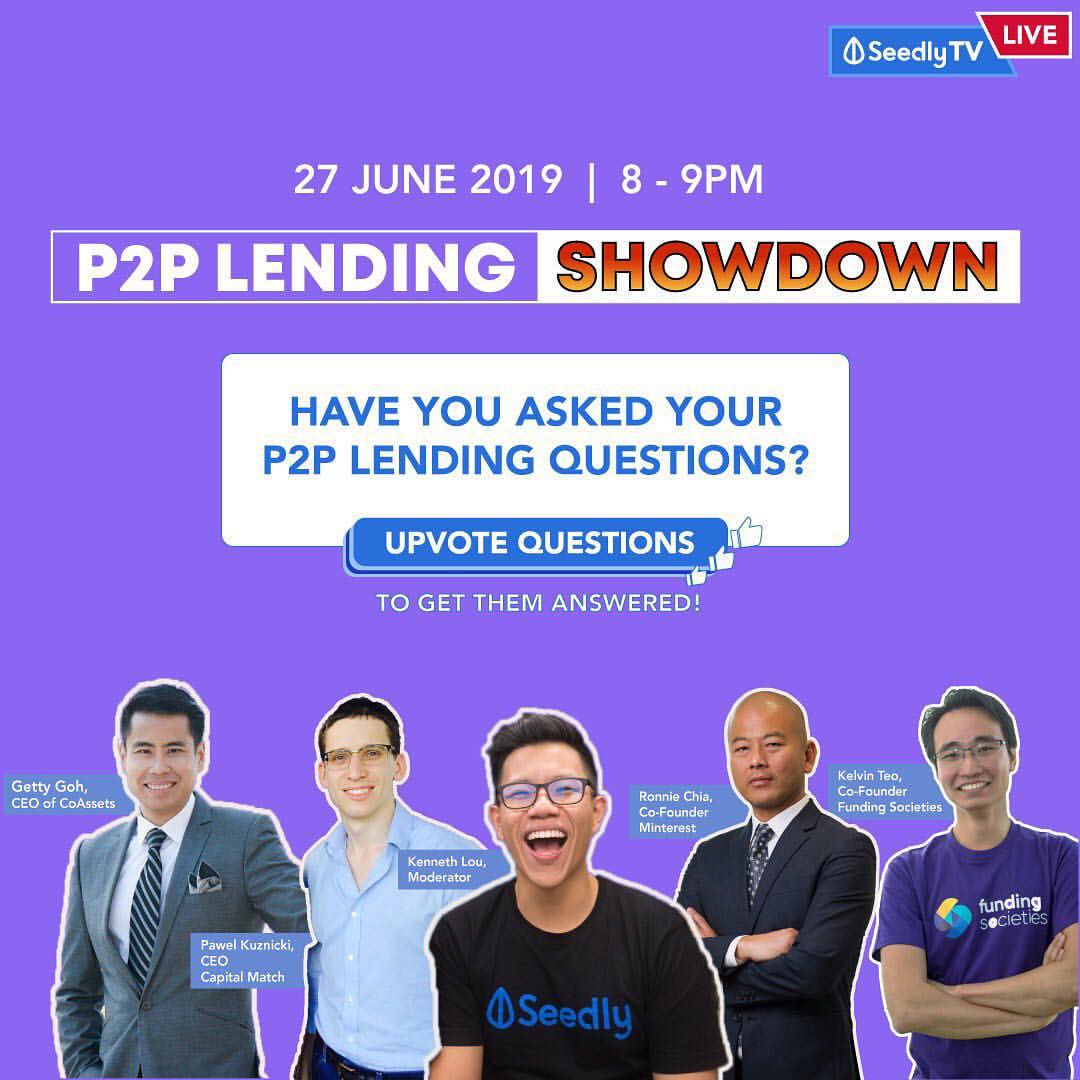 SeedlyTV LIVE
27 JUNE 2019 | 8 - 9PM
P2P LENDING SHOWDOWN
HAVE YOU ASKED YOUR
P2P LENDING QUESTIONS?
UPVOTE QUESTIONS
TO GET THEM ANSWERED!
Getty Goh,
CEO of CoAssets
Pawel Kuznicki,
CEO
Capital Match
Kenneth Lou,
Moderator
Seedly
Ronnie Chia,
Co-Founder
Minterest
Kelvin Teo,
Co-Founder
Funding Societies
funding
societies